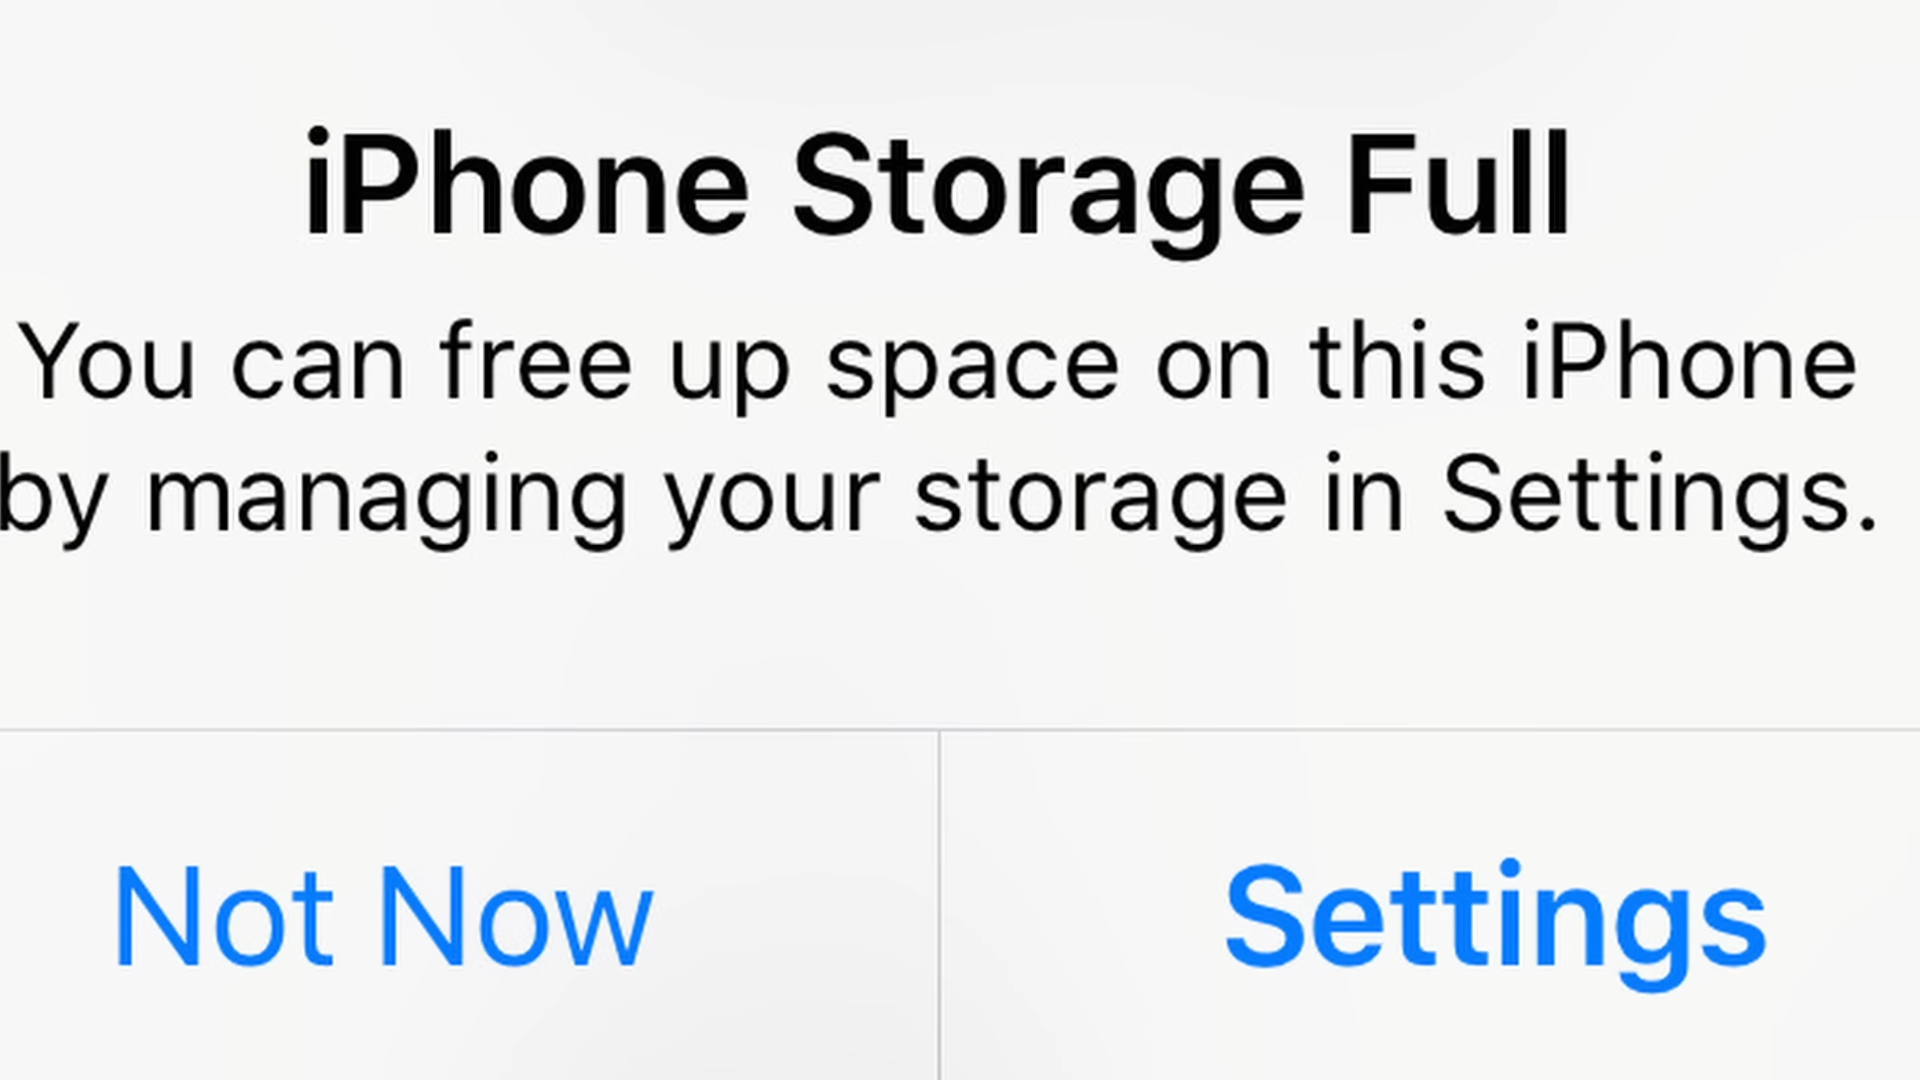 iPhone Storage Full
You can free up space on this iPhone
by managing your storage in Settings.
Not Now
Settings